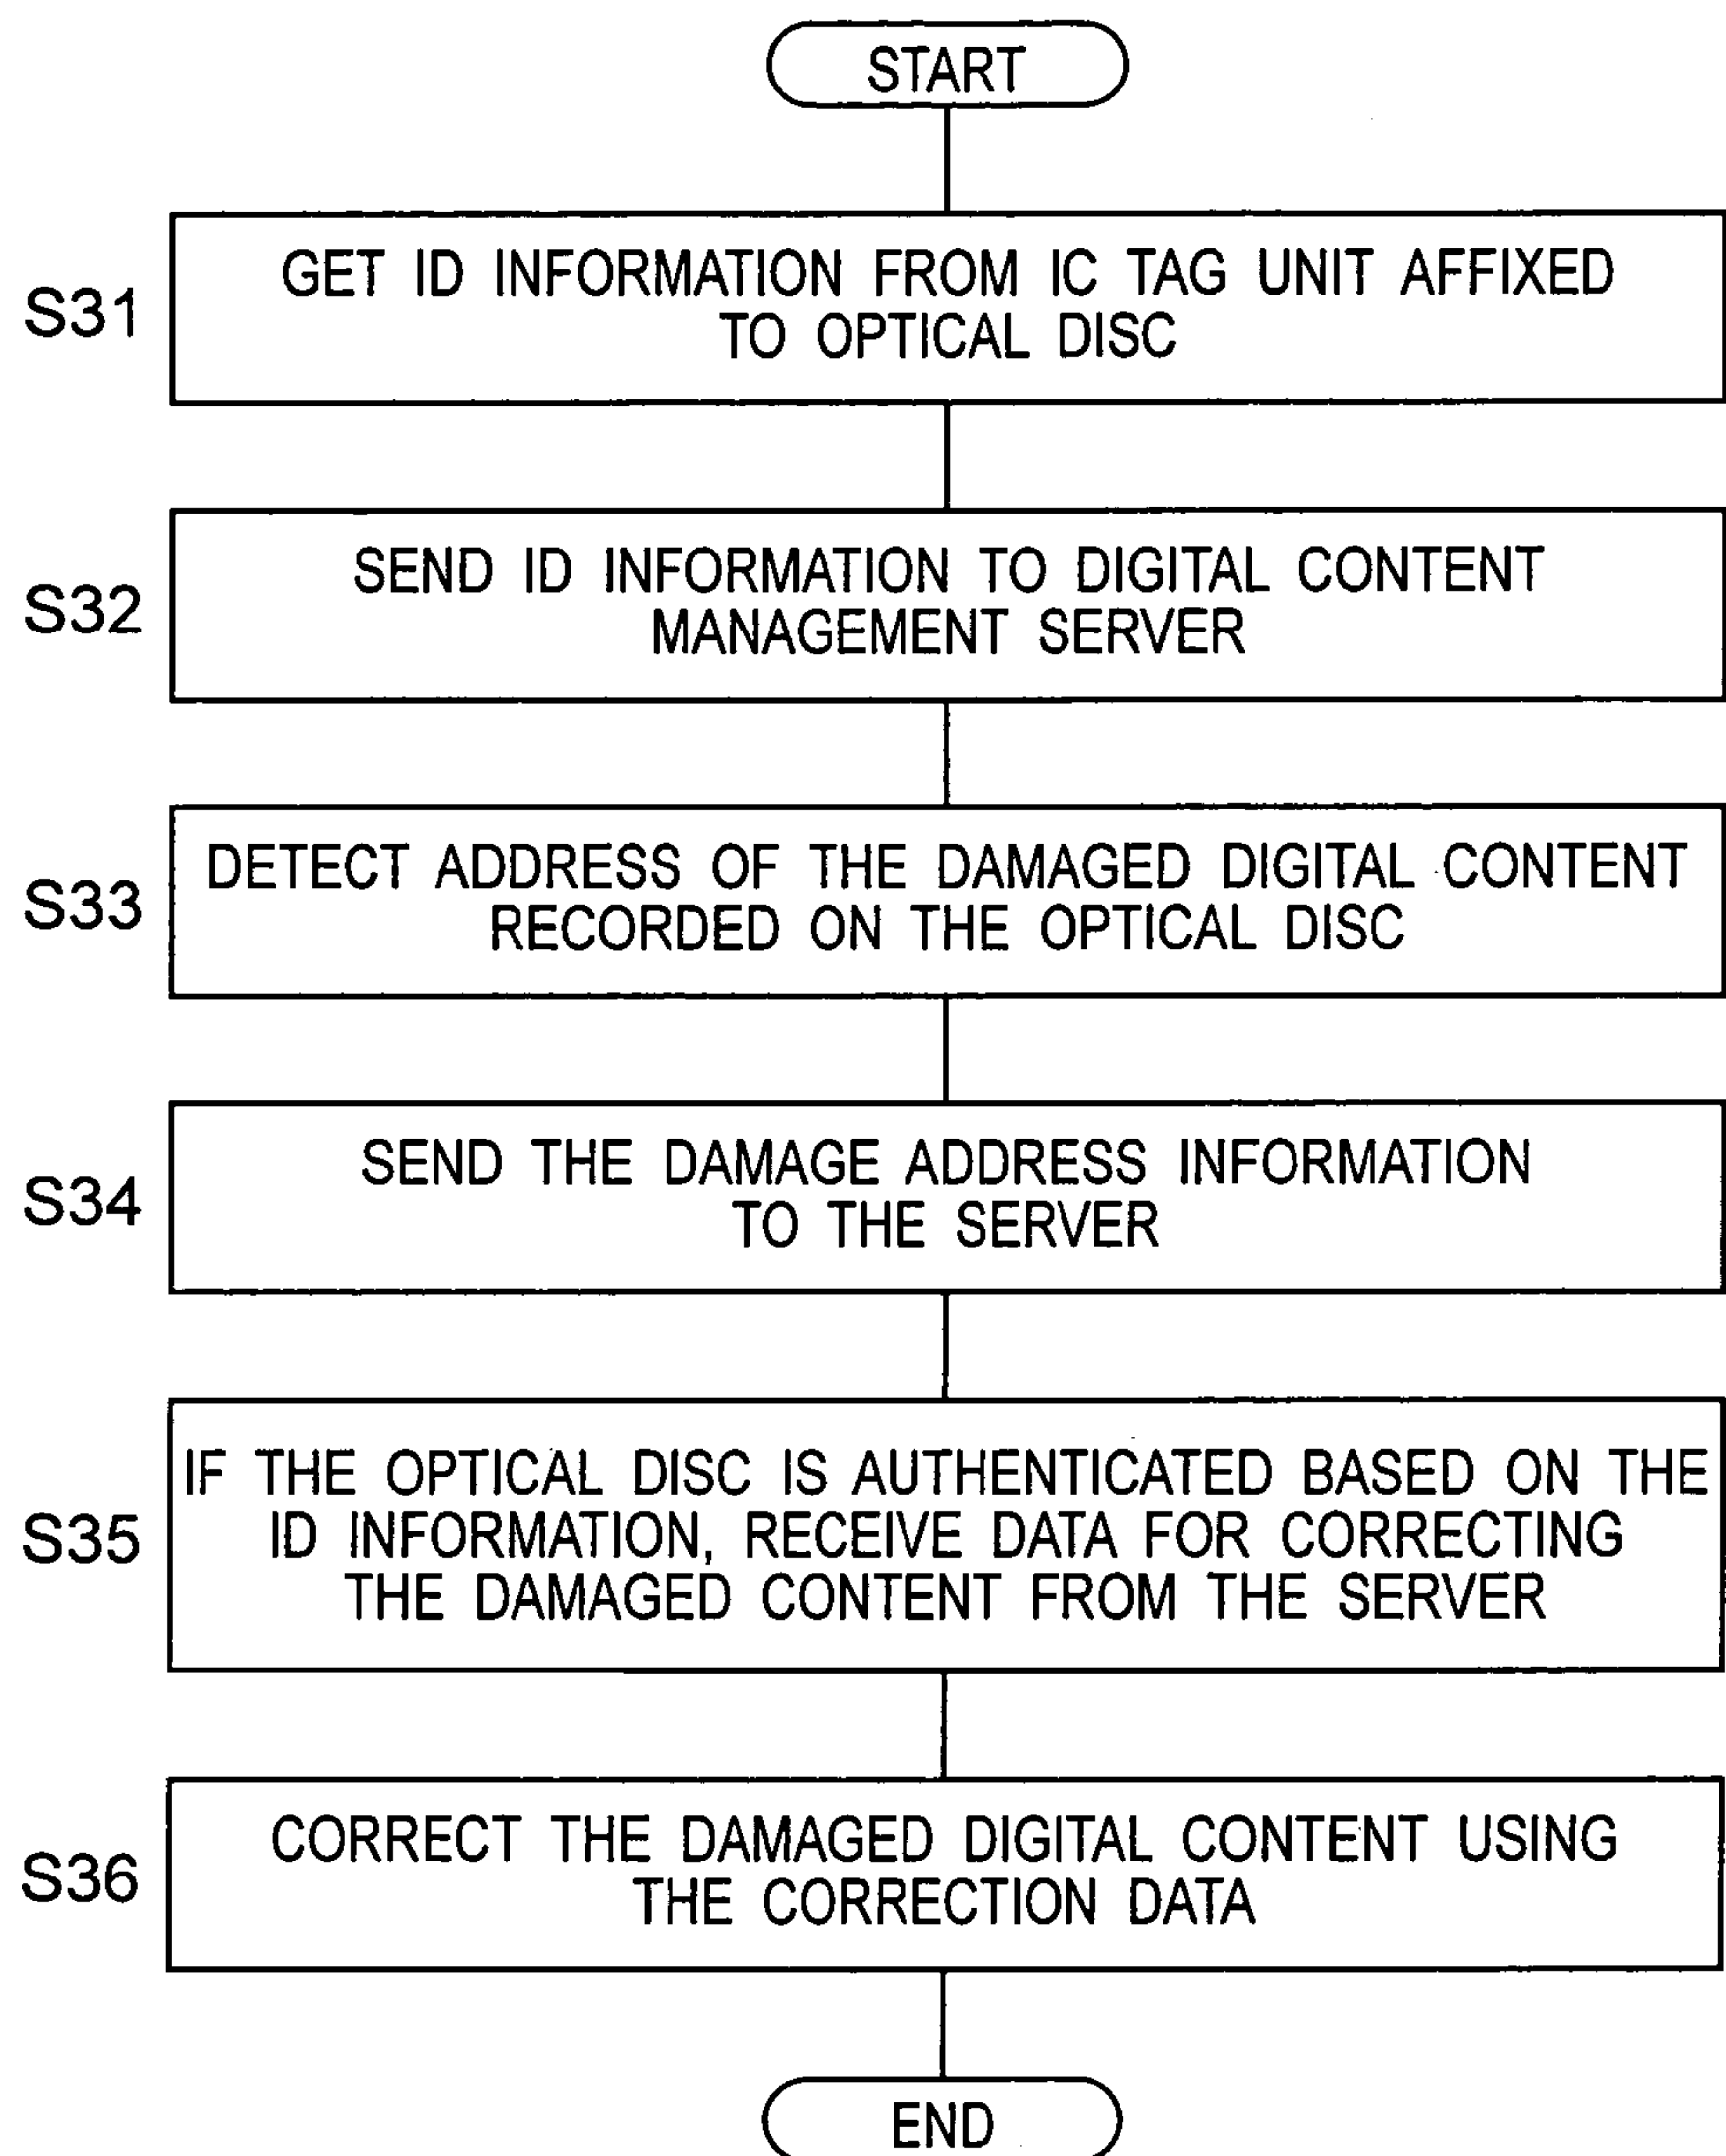 START
S31
GET ID INFORMATION FROM IC TAG UNIT AFFIXED
TO OPTICAL DISC
S32
SEND ID INFORMATION TO DIGITAL CONTENT
MANAGEMENT SERVER
S33
DETECT ADDRESS OF THE DAMAGED DIGITAL CONTENT
RECORDED ON THE OPTICAL DISC
S34
SEND THE DAMAGE ADDRESS INFORMATION
TO THE SERVER
S35
IF THE OPTICAL DISC IS AUTHENTICATED BASED ON THE
ID INFORMATION, RECEIVE DATA FOR CORRECTING
THE DAMAGED CONTENT FROM THE SERVER
S36
CORRECT THE DAMAGED DIGITAL CONTENT USING
THE CORRECTION DATA
END